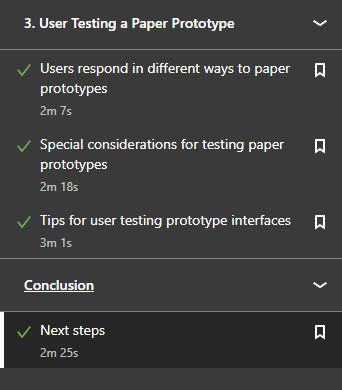 3. User Testing a Paper Prototype
Users respond in different ways to paper
prototypes
2m 7s
Special considerations for testing paper
prototypes
2m 18s
Tips for user testing prototype interfaces
3m 1s
Conclusion
Next steps
2m 25s